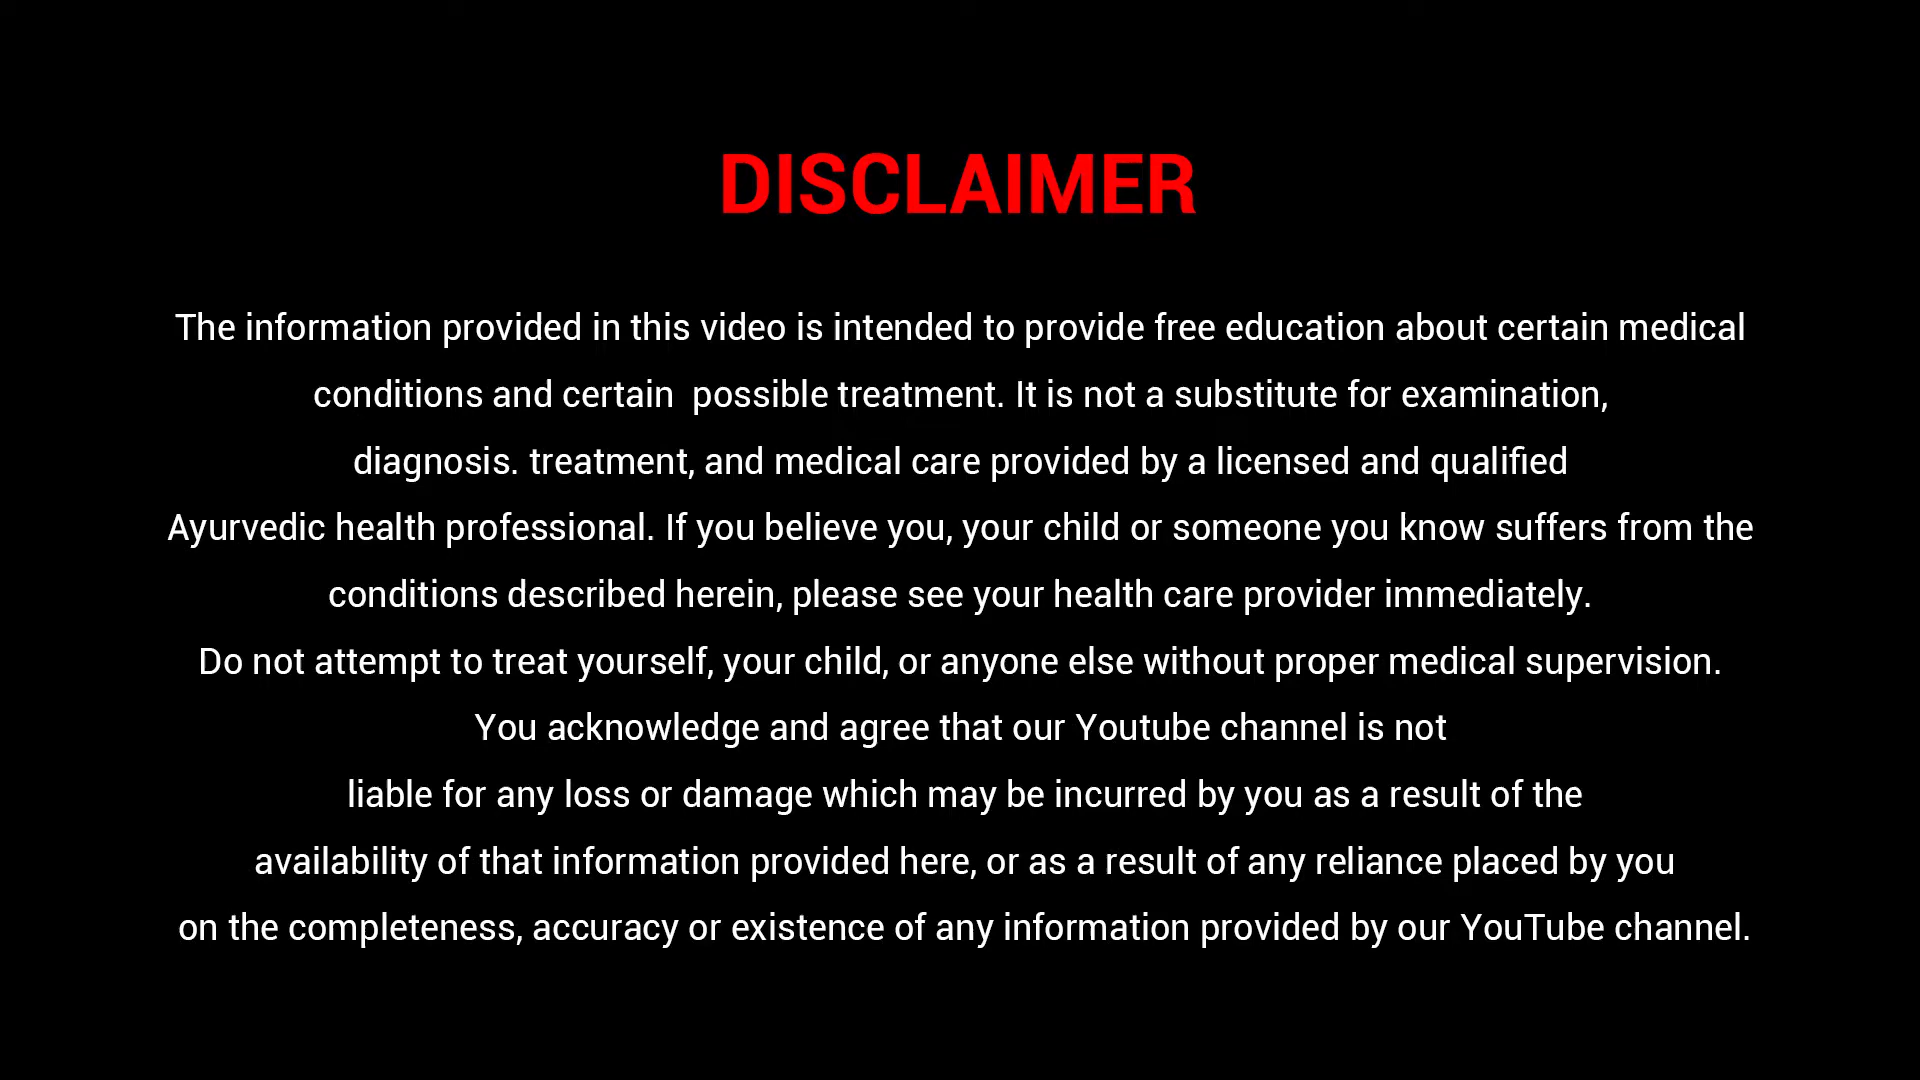 DISCLAIMER
The information provided in this video is intended to provide free education about certain medical
conditions and certain  possible treatment. It is not a substitute for examination,
diagnosis. treatment, and medical care provided by a licensed and qualified
Ayurvedic health professional. If you believe you, your child or someone you know suffers from the
conditions described herein, please see your health care provider immediately.
Do not attempt to treat yourself, your child, or anyone else without proper medical supervision.
You acknowledge and agree that our Youtube channel is not
liable for any loss or damage which may be incurred by you as a result of the
availability of that information provided here, or as a result of any reliance placed by you
on the completeness, accuracy or existence of any information provided by our YouTube channel.